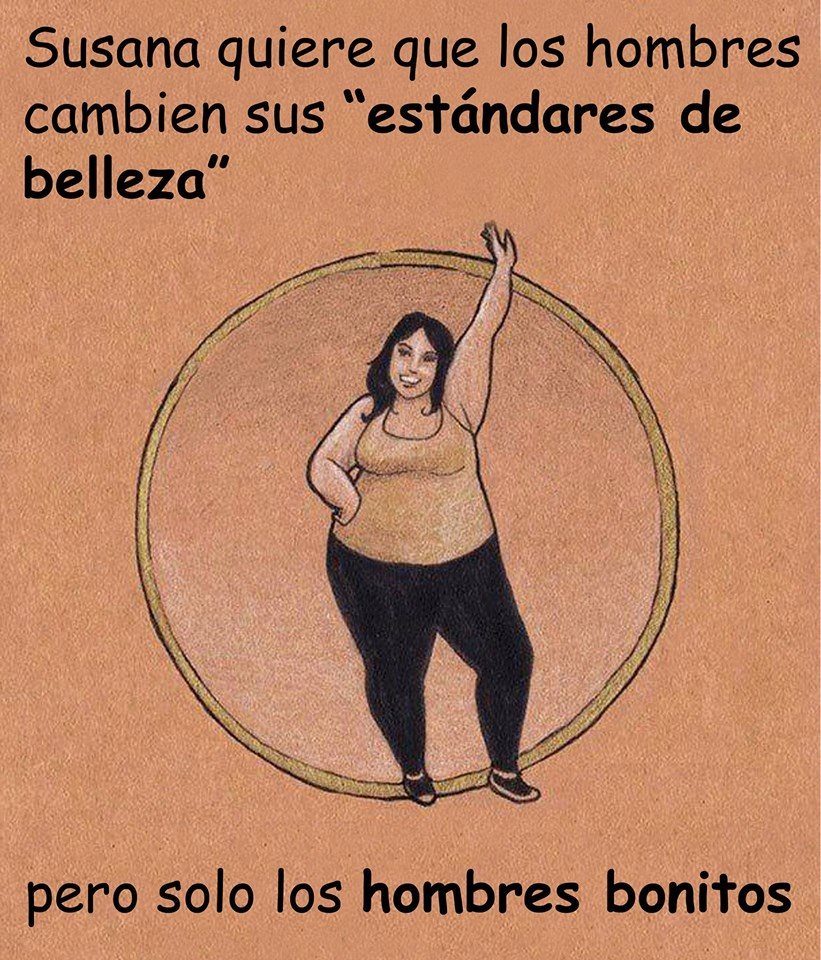 Susana quiere que los hombres
cambien sus “estándares de
belleza”
pero solo los hombres bonitos